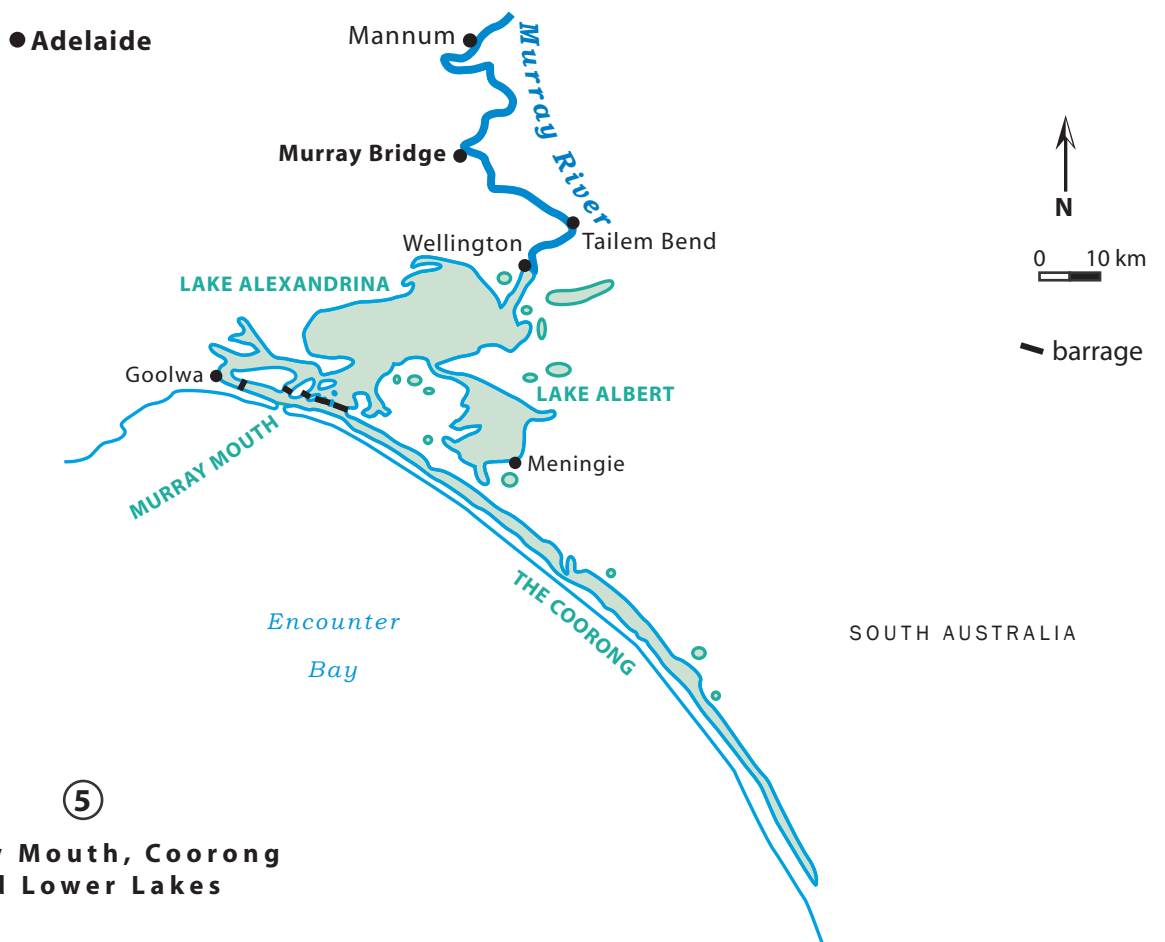 Adelaide
Mannum
Murray River
Murray Bridge
N
Wellington
Tailem Bend
0 10 km
LAKE ALEXANDRINA
barrage
Goolwa
LAKE ALBERT
MURRAY MOUTH
Meningie
THE COORONG
Encounter
Bay
SOUTH AUSTRALIA
5
Mouth, Coorong
Lower Lakes